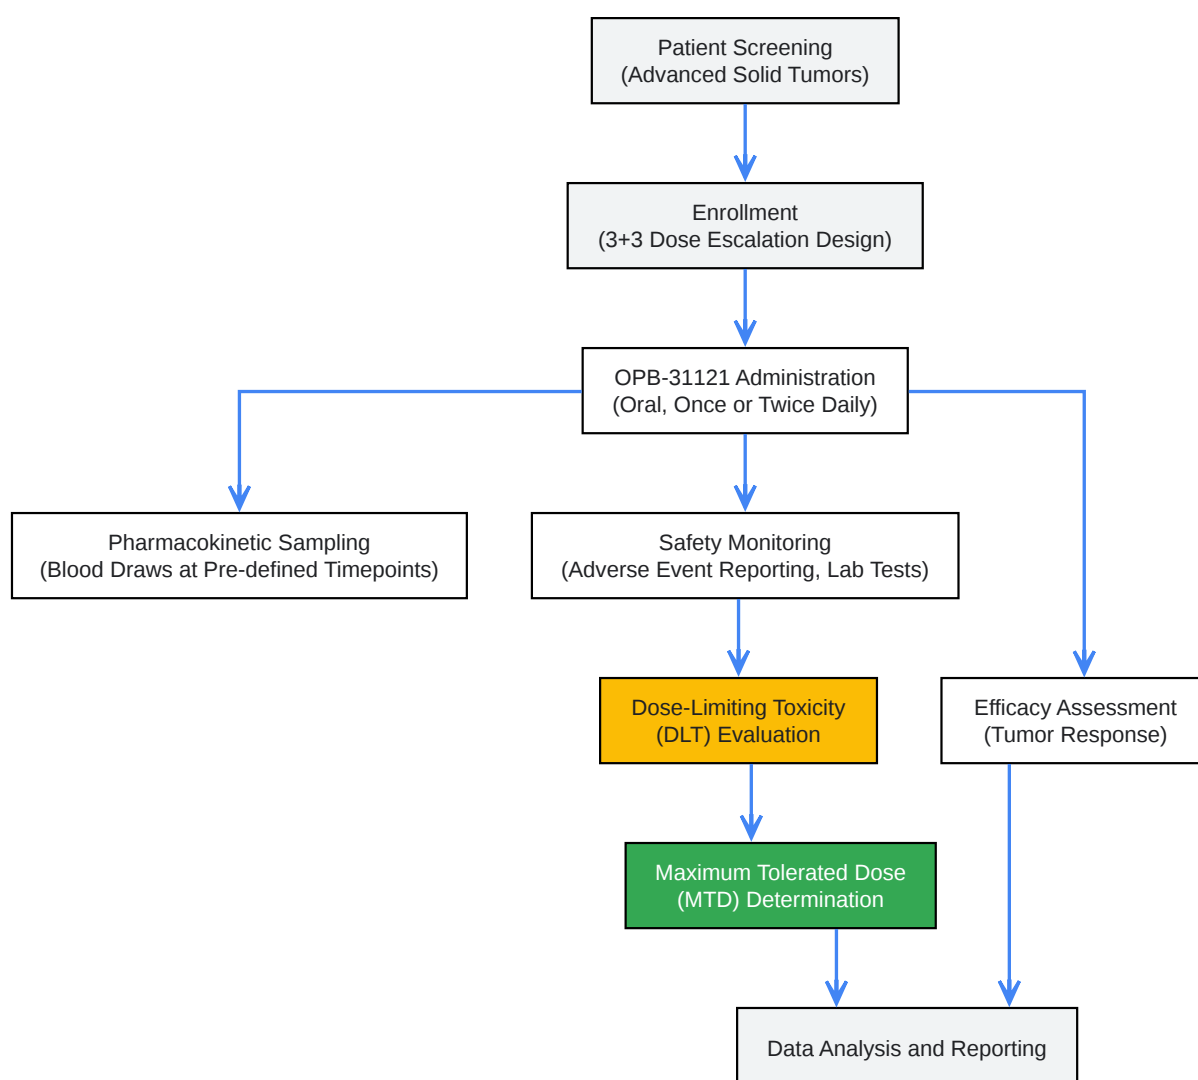 Patient Screening
(Advanced Solid Tumors)
Enrollment
(3+3 Dose Escalation Design)
OPB-31121 Administration
(Oral, Once or Twice Daily)
Pharmacokinetic Sampling
(Blood Draws at Pre-defined Timepoints)
Safety Monitoring
(Adverse Event Reporting, Lab Tests)
Dose-Limiting Toxicity
(DLT) Evaluation
Efficacy Assessment
(Tumor Response)
Maximum Tolerated Dose
(MTD) Determination
Data Analysis and Reporting